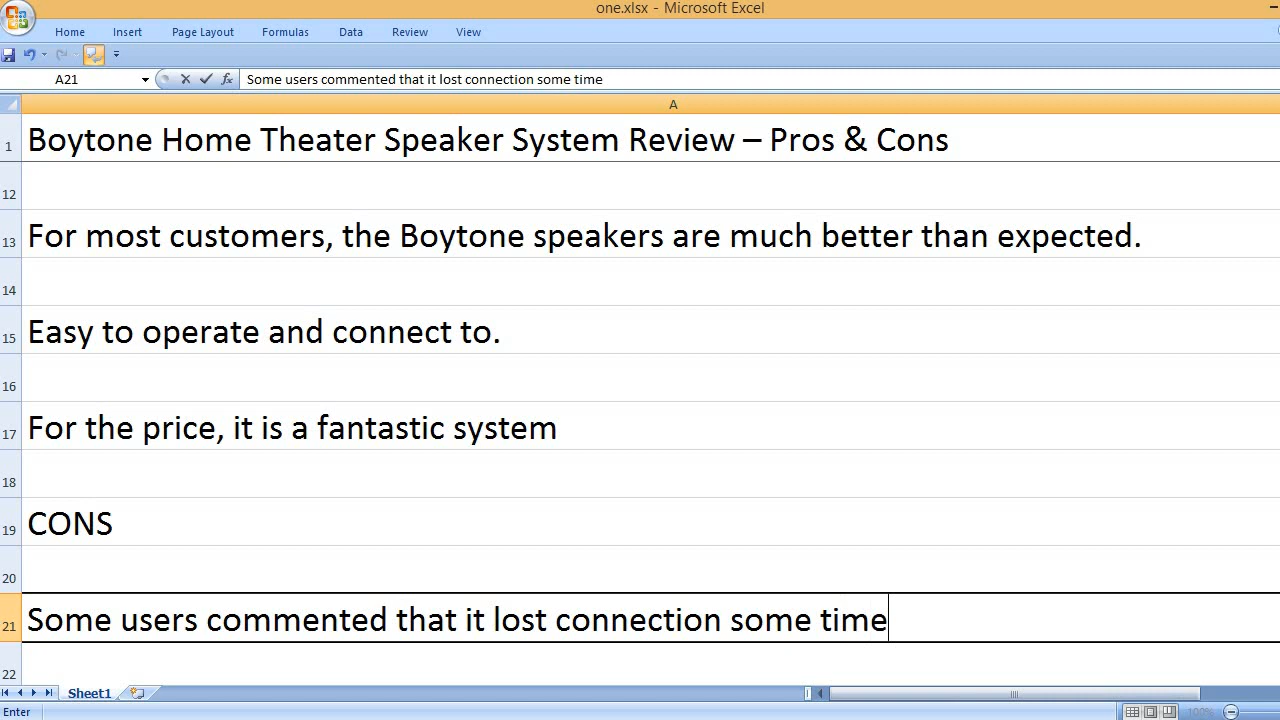 one.xlsx - Microsoft Excel
Home Insert Page Layout Formulas Data Review View
A21 fx Some users commented that it lost connection some time
A
1 Boytone Home Theater Speaker System Review – Pros & Cons
12
13 For most customers, the Boytone speakers are much better than expected.
14
15 Easy to operate and connect to.
16
17 For the price, it is a fantastic system
18
19 CONS
20
21 Some users commented that it lost connection some time
22
Sheet1
Enter 100%